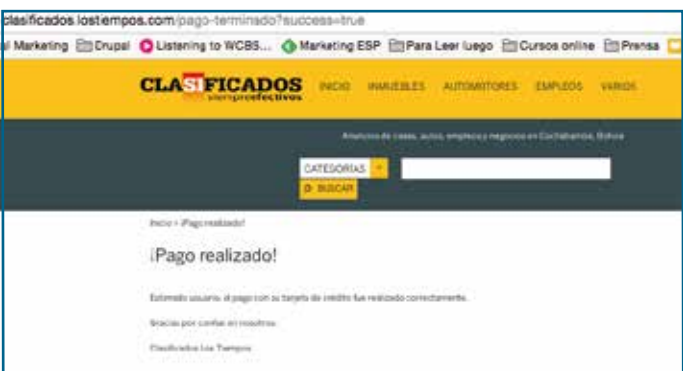 clasificados.lostiempos.com/pago-terminado?success=true
al Marketing Drupal Listening to WCBS... Marketing ESP Para Leer luego Cursos online Prensa
CLASIFICADOS INICIO INMUEBLES AUTOMOTORES EMPLEOS VARIOS
siempreefectivos
Anuncios de casas, autos, empleos y negocios en Cochabamba, Bolivia
CATEGORÍAS
BUSCAR
Inicio » ¡Pago realizado!
¡Pago realizado!
Estimado usuario, el pago con su tarjeta de crédito fue realizado correctamente.
Gracias por confiar en nosotros.
Clasificados Los Tiempos